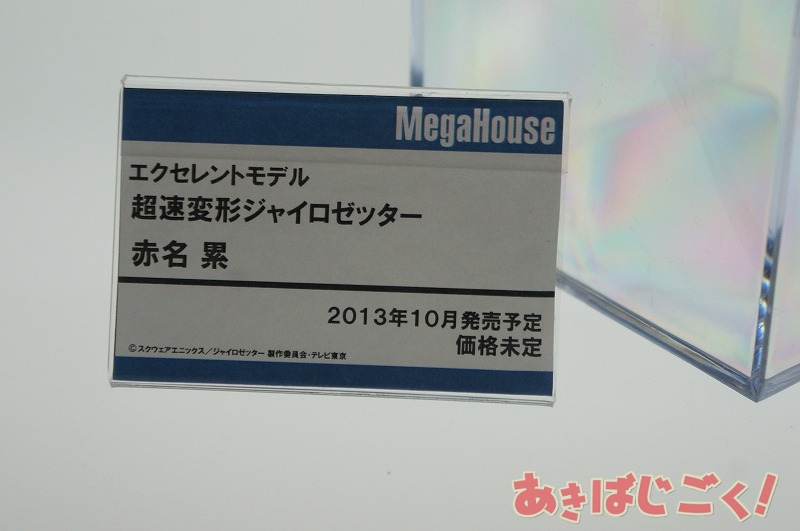 MegaHouse
エクセレントモデル
超速変形ジャイロゼッター
赤名 累
2013年10月発売予定
価格未定
©スクウェアエニックス/ジャイロゼッター 製作委員会・テレビ東京
あきばじごく!